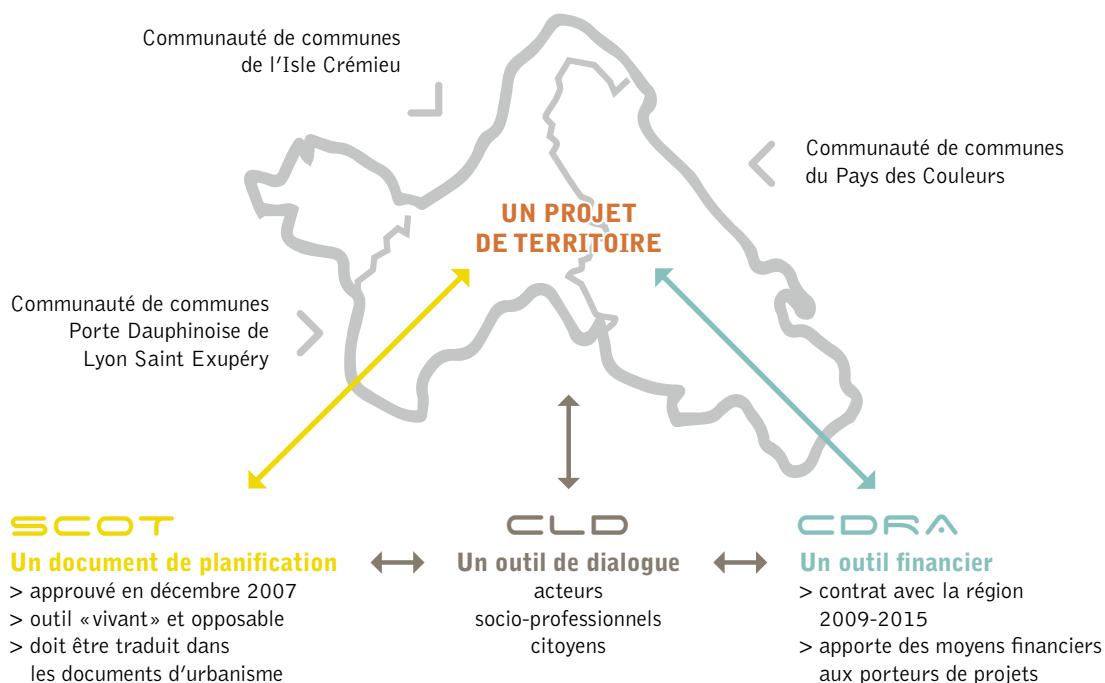 Communauté de communes
de l'Isle Crémieu
Communauté de communes
du Pays des Couleurs
UN PROJET
DE TERRITOIRE
Communauté de communes
Porte Dauphinoise de
Lyon Saint Exupéry
SCOT
Un document de planification
> approuvé en décembre 2007
> outil «vivant» et opposable
> doit être traduit dans
les documents d'urbanisme
CLD
Un outil de dialogue
acteurs
socio-professionnels
citoyens
CDRA
Un outil financier
> contrat avec la région
2009-2015
> apporte des moyens financiers
aux porteurs de projets